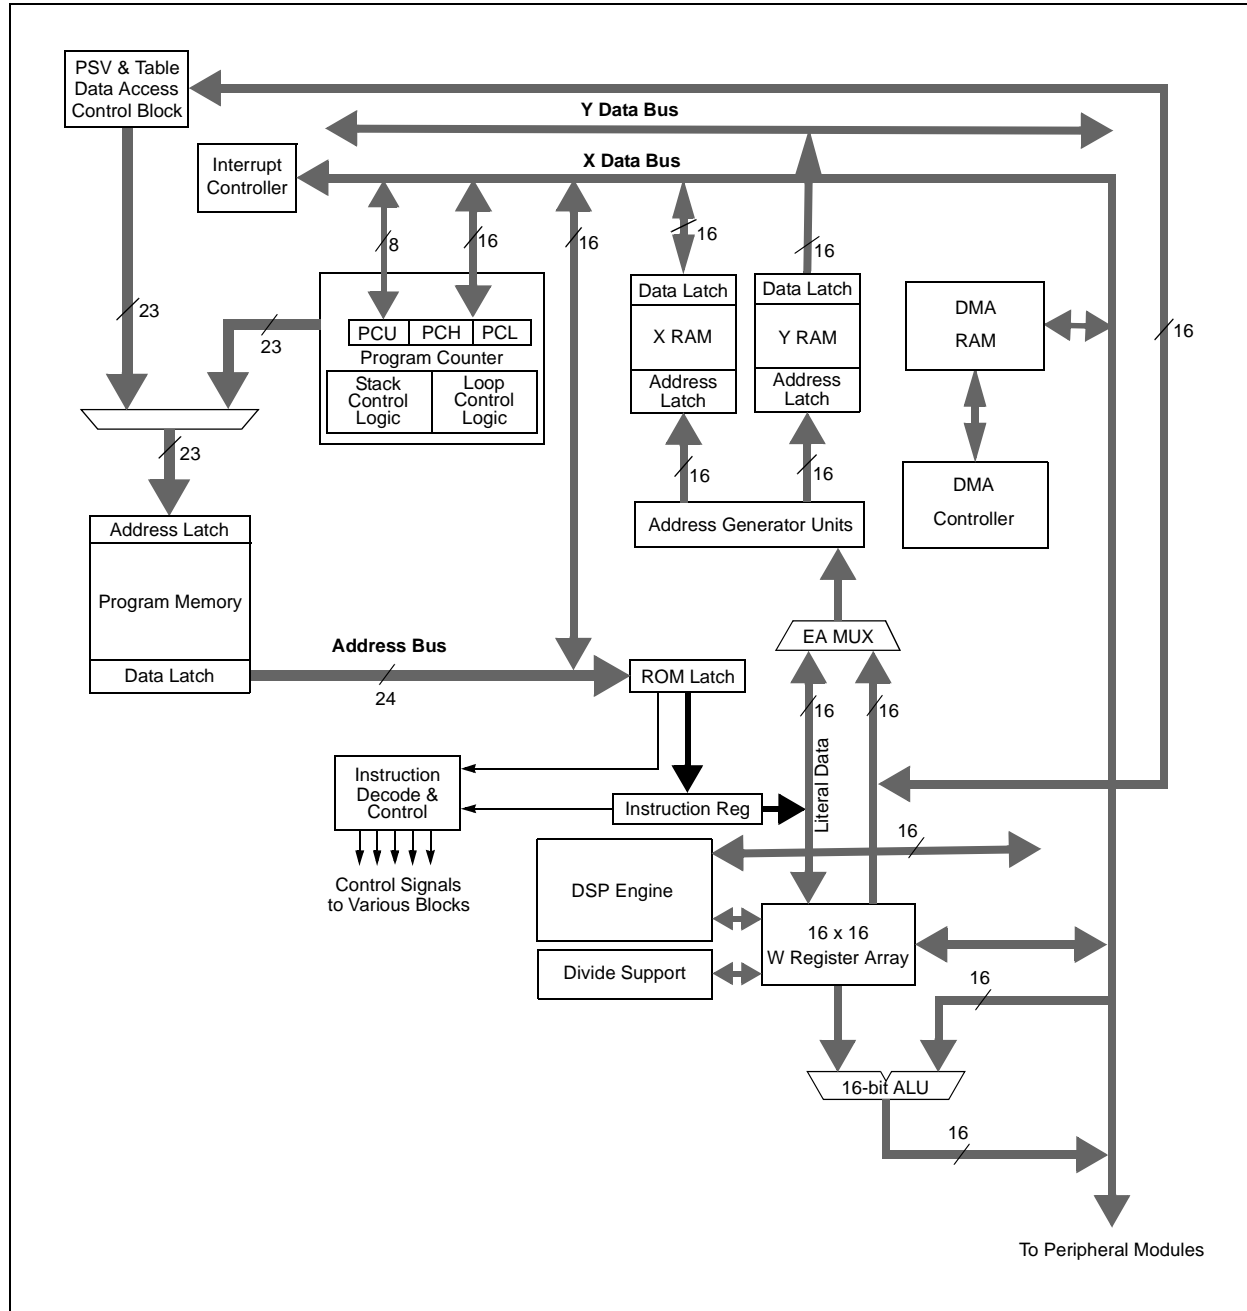 PSV & Table
Data Access
Control Block
Y Data Bus
X Data Bus
Interrupt
Controller
8
16
16
16
16
23
23
16
PCU
PCH
PCL
Program Counter
Stack
Control
Logic
Loop
Control
Logic
Data Latch
X RAM
Address
Latch
Data Latch
Y RAM
Address
Latch
DMA
RAM
23
16
16
DMA
Controller
Address Generator Units
Address Latch
Program Memory
Data Latch
Address Bus
24
EA MUX
ROM Latch
16
16
Literal Data
Instruction
Decode &
Control
Instruction Reg
Control Signals
to Various Blocks
16
DSP Engine
16 x 16
W Register Array
Divide Support
16
16-bit ALU
16
To Peripheral Modules